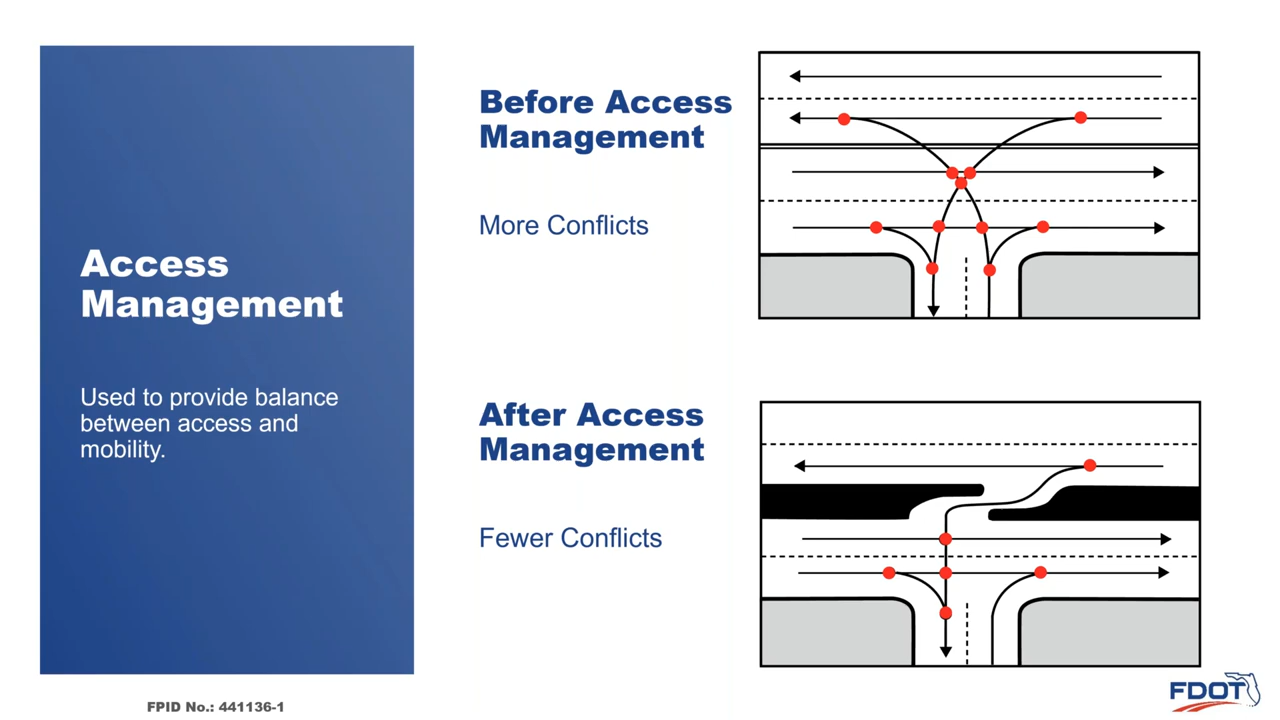 Access
Management
Used to provide balance
between access and
mobility.
Before Access
Management
More Conflicts
After Access
Management
Fewer Conflicts
FPID No.: 441136-1
FDOT